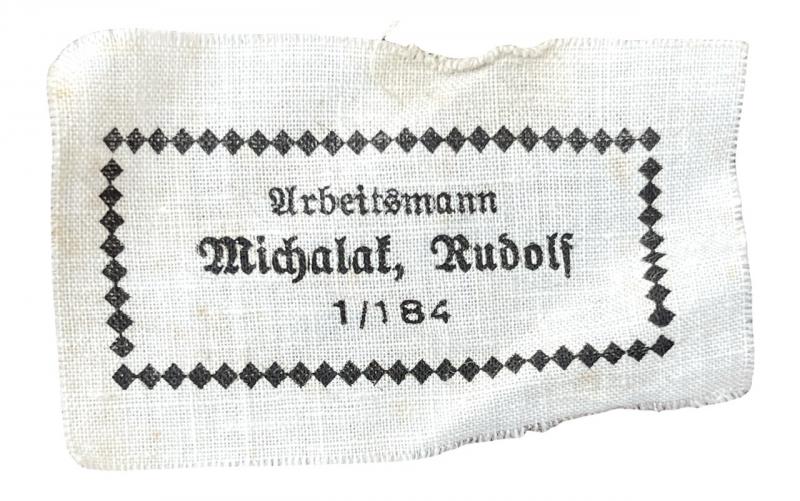 Arbeitsmann
Michalak, Rudolf
1/184